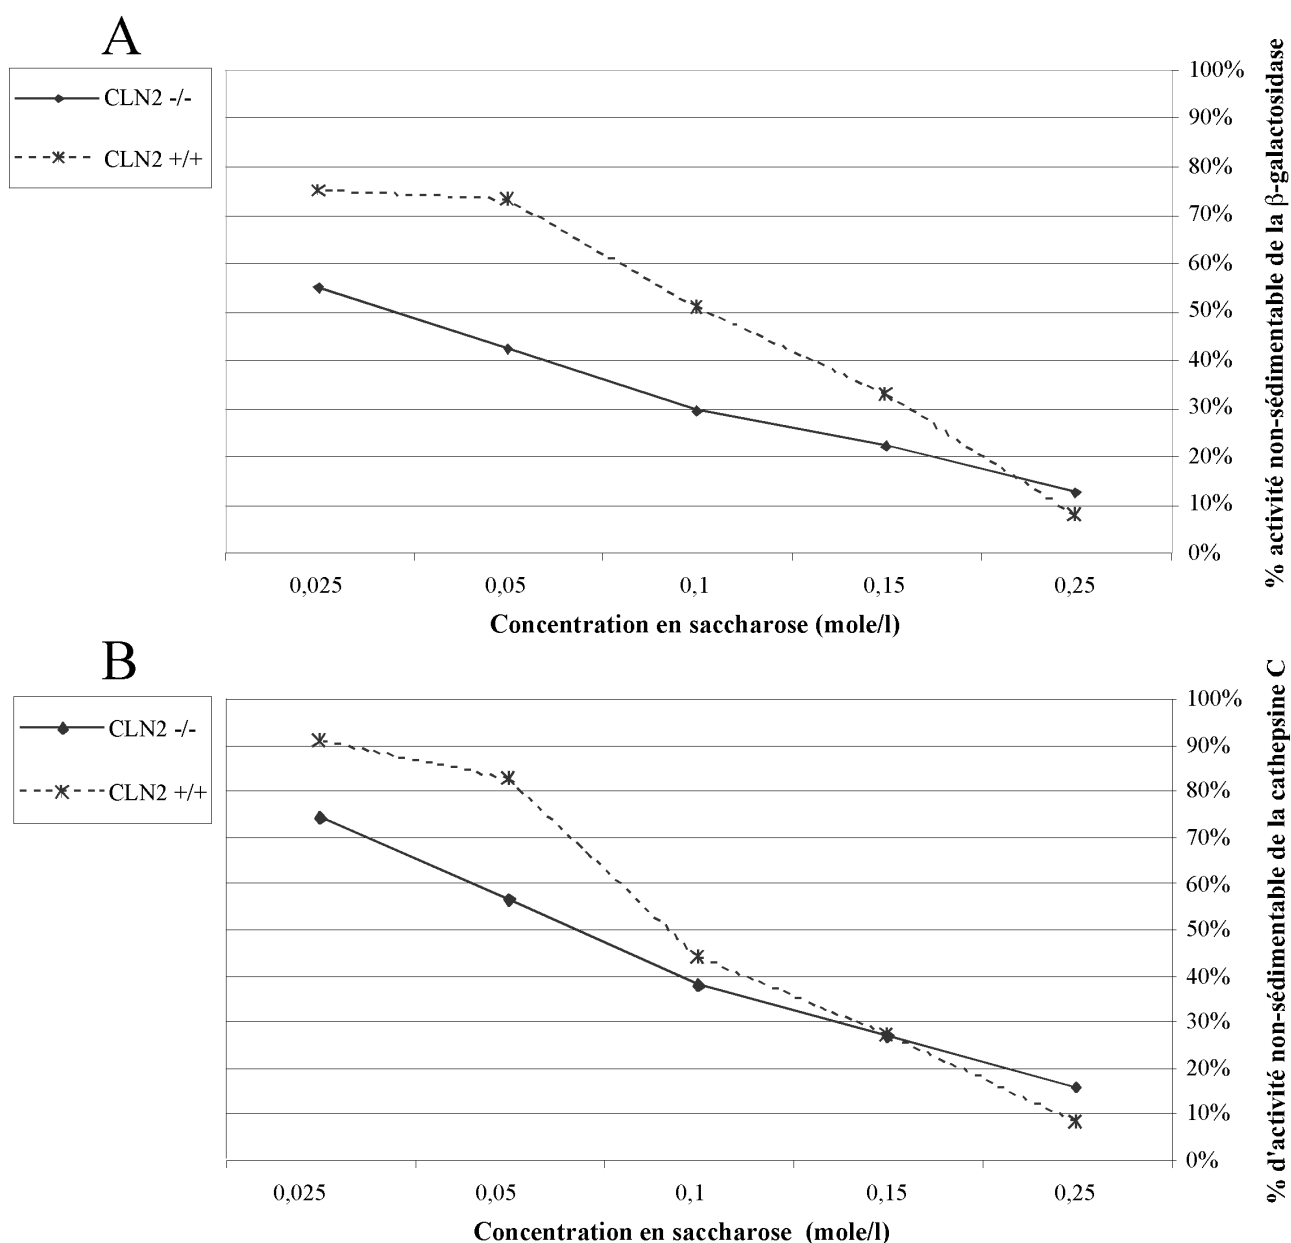 A
CLN2 -/-
CLN2 +/+
100%
90%
80%
70%
60%
50%
40%
30%
20%
10%
0%
% activité non-sédimentable de la β-galactosidase
0,025 0,05 0,1 0,15 0,25
Concentration en saccharose (mole/l)
B
CLN2 -/-
CLN2 +/+
100%
90%
80%
70%
60%
50%
40%
30%
20%
10%
0%
% d'activité non-sédimentable de la cathepsine C
0,025 0,05 0,1 0,15 0,25
Concentration en saccharose (mole/l)